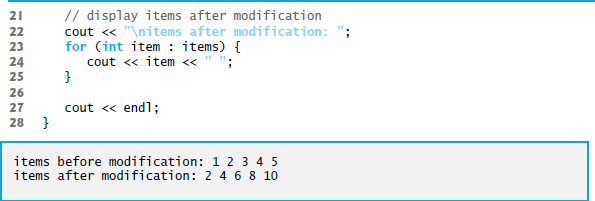 21 // display items after modification
22 cout << "\nitems after modification: ";
23 for (int item : items) {
24 cout << item << " ";
25 }
26
27 cout << endl;
28 }
items before modification: 1 2 3 4 5
items after modification: 2 4 6 8 10